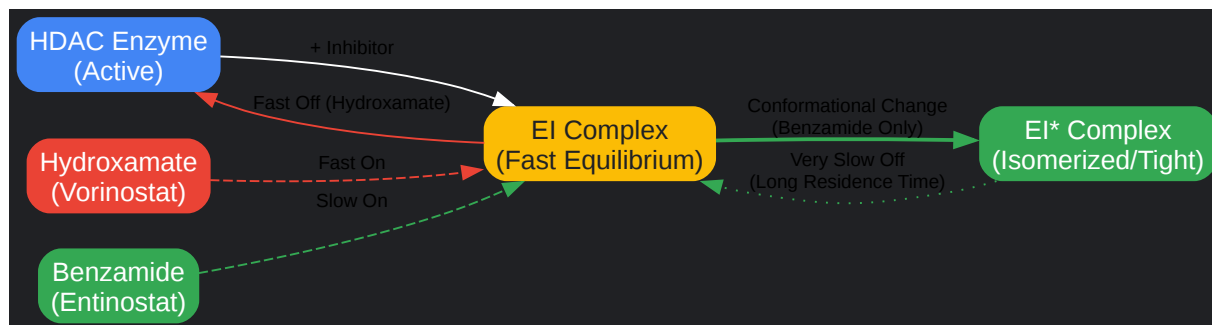 HDAC Enzyme
(Active)
+ Inhibitor
Fast Off (Hydroxamate)
Hydroxamate
(Vorinostat)
Fast On
Slow On
Benzamide
(Entinostat)
EI Complex
(Fast Equilibrium)
Conformational Change
(Benzamide Only)
Very Slow Off
(Long Residence Time)
EI* Complex
(Isomerized/Tight)